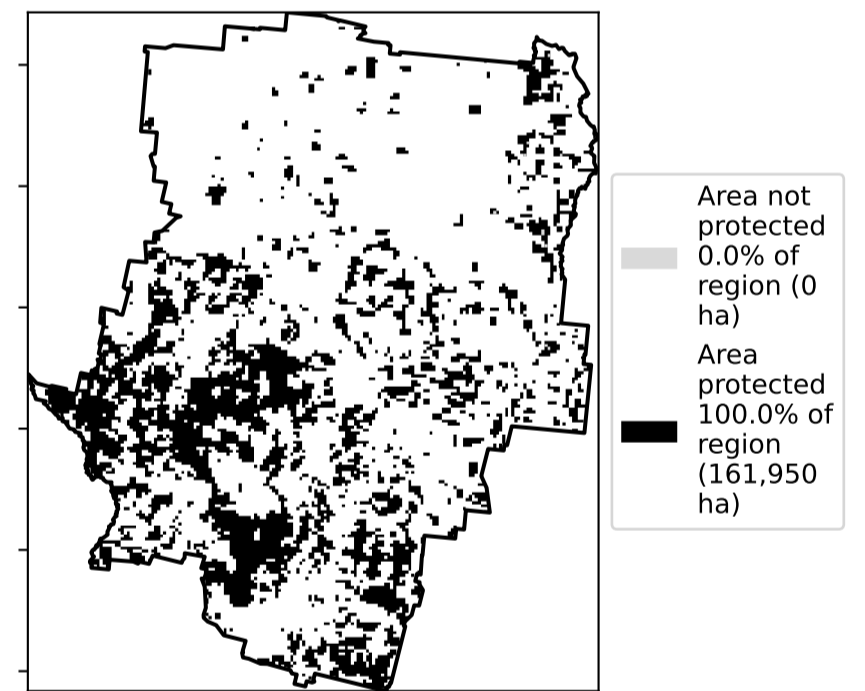 Area not
protected
0.0% of
region (0
ha)
Area
protected
100.0% of
region
(161,950
ha)